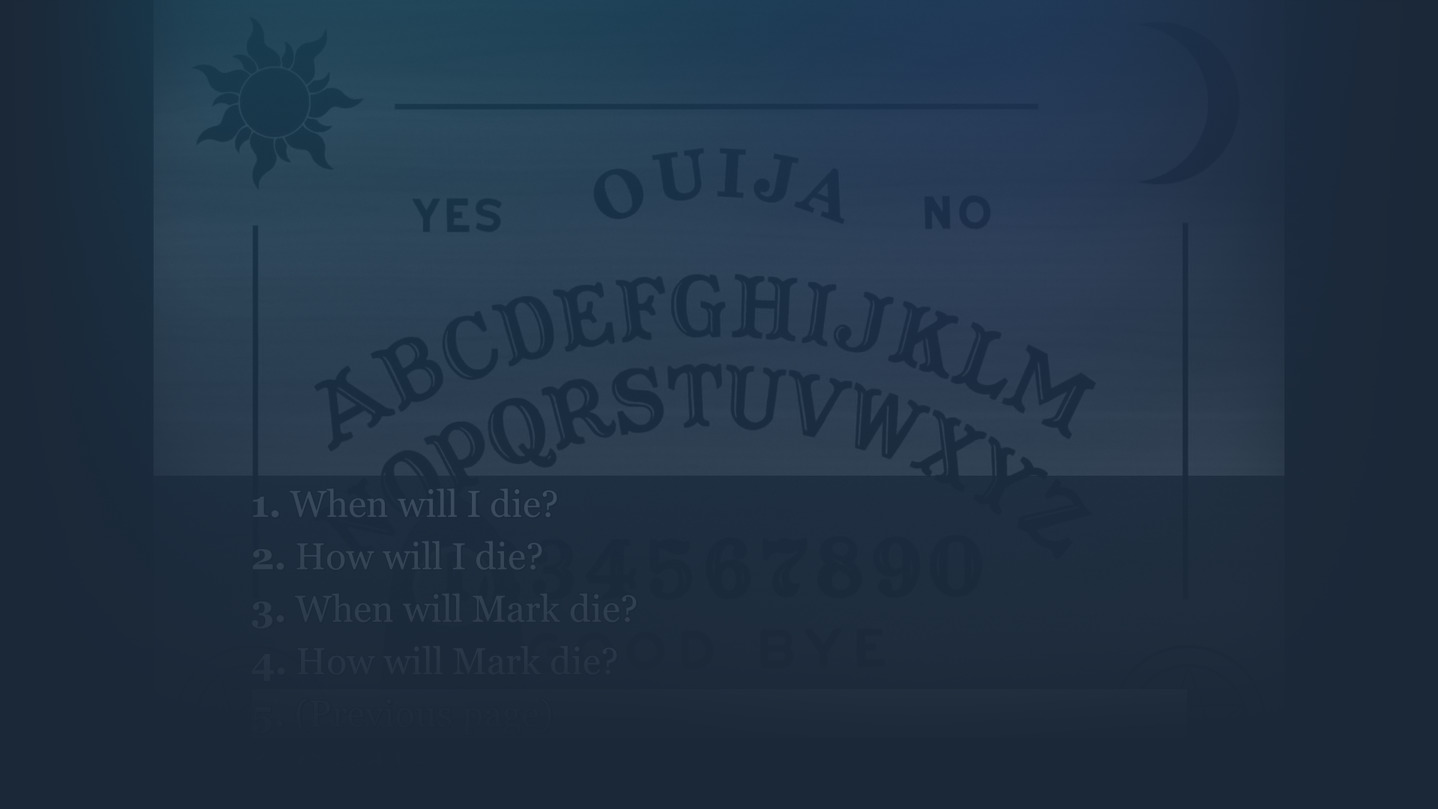 OUIJA
YES NO
ABCDEFGHIJKLM
NOPQRSTUVWXYZ
34567890
GOOD BYE
1. When will I die?
2. How will I die?
3. When will Mark die?
4. How will Mark die?
5. (Previous page)